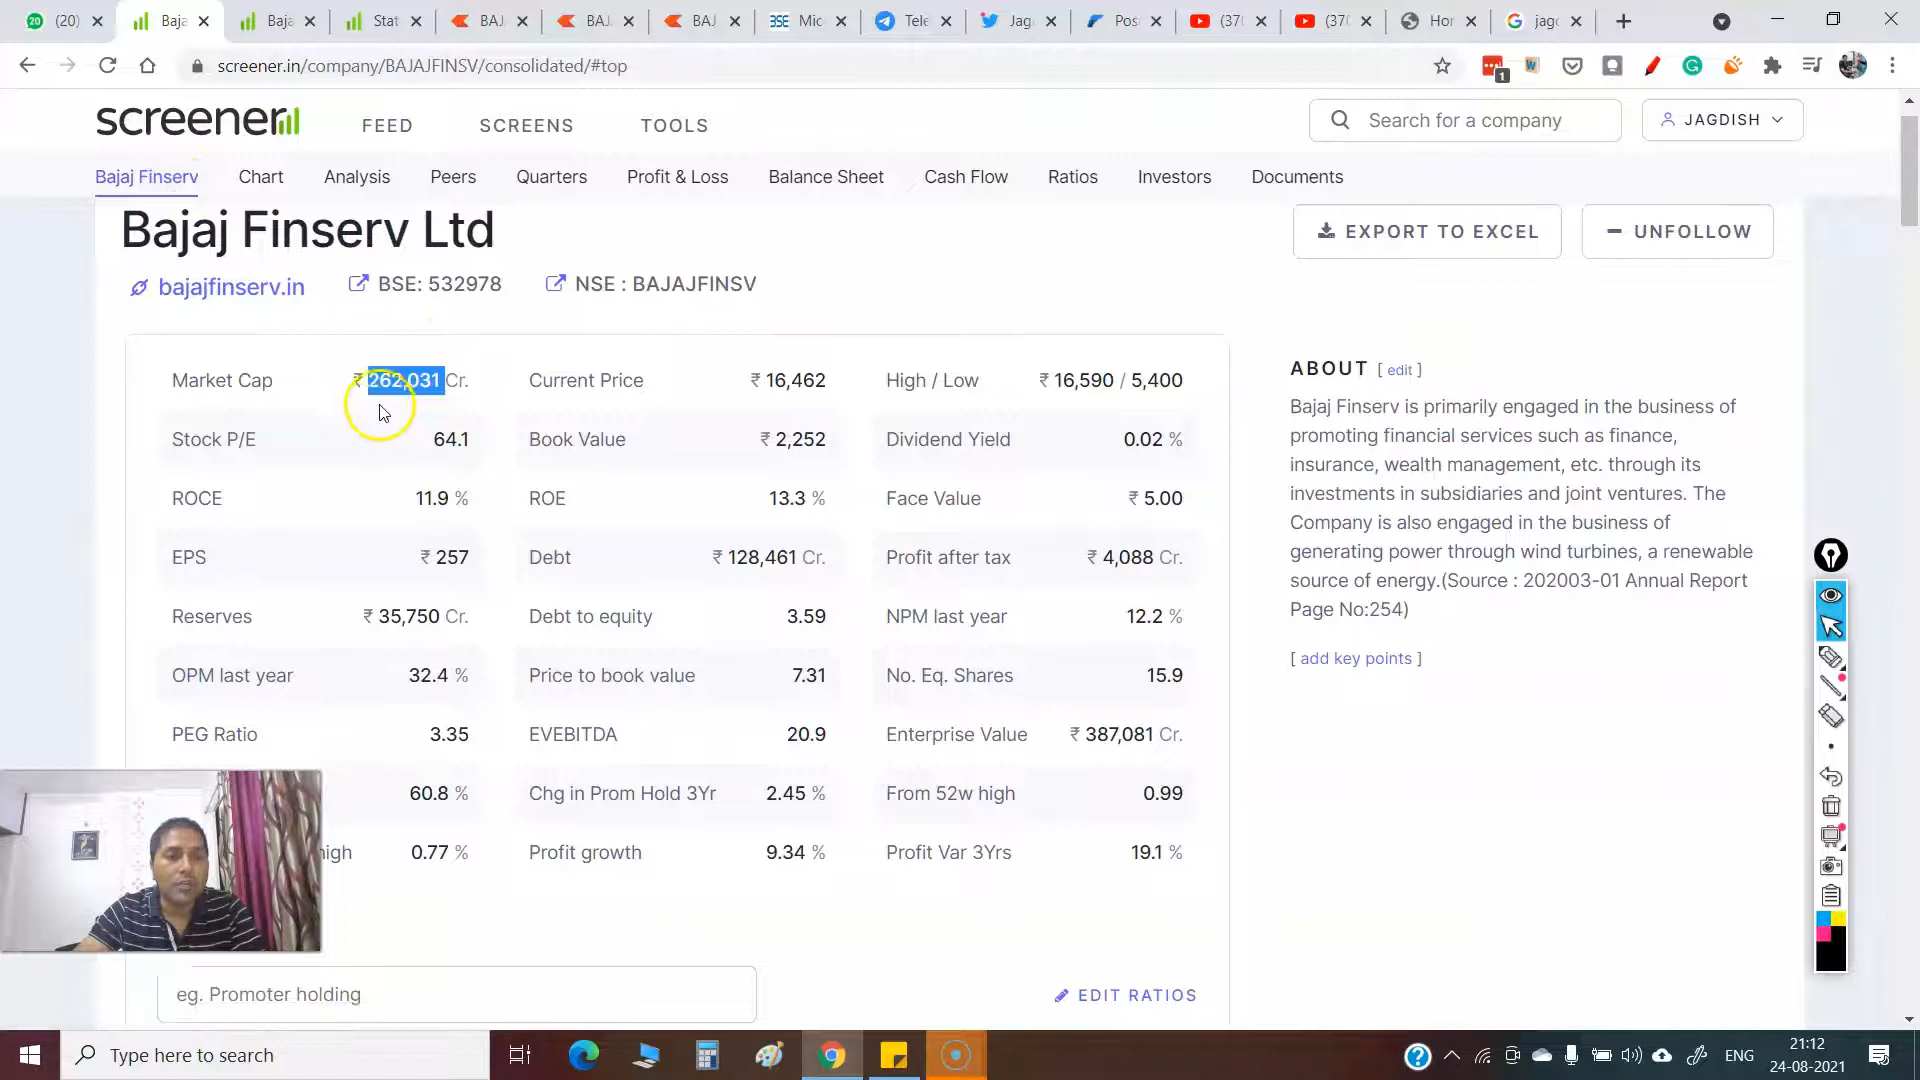 (20)
Baja
Baja
Stat
BAJ
BAJ
BAJ
BSE Mic
Tele
Jag
Pos
(370
(370
Hor
jago
screener.in/company/BAJAJFINSV/consolidated/#top
1
screener
FEED
SCREENS
TOOLS
Search for a company
JAGDISH
Bajaj Finserv
Chart
Analysis
Peers
Quarters
Profit & Loss
Balance Sheet
Cash Flow
Ratios
Investors
Documents
Bajaj Finserv Ltd
EXPORT TO EXCEL
UNFOLLOW
bajajfinserv.in
BSE: 532978
NSE : BAJAJFINSV
Market Cap ₹ 262,031 Cr.
Current Price ₹ 16,462
High / Low ₹ 16,590 / 5,400
Stock P/E 64.1
Book Value ₹ 2,252
Dividend Yield 0.02 %
ROCE 11.9 %
ROE 13.3 %
Face Value ₹ 5.00
EPS ₹ 257
Debt ₹ 128,461 Cr.
Profit after tax ₹ 4,088 Cr.
Reserves ₹ 35,750 Cr.
Debt to equity 3.59
NPM last year 12.2 %
OPM last year 32.4 %
Price to book value 7.31
No. Eq. Shares 15.9
PEG Ratio 3.35
EVEBITDA 20.9
Enterprise Value ₹ 387,081 Cr.
60.8 %
Chg in Prom Hold 3Yr 2.45 %
From 52w high 0.99
high 0.77 %
Profit growth 9.34 %
Profit Var 3Yrs 19.1 %
eg. Promoter holding
EDIT RATIOS
ABOUT [ edit ]
Bajaj Finserv is primarily engaged in the business of
promoting financial services such as finance,
insurance, wealth management, etc. through its
investments in subsidiaries and joint ventures. The
Company is also engaged in the business of
generating power through wind turbines, a renewable
source of energy.(Source : 202003-01 Annual Report
Page No:254)
[ add key points ]
Type here to search
ENG
21:12
24-08-2021